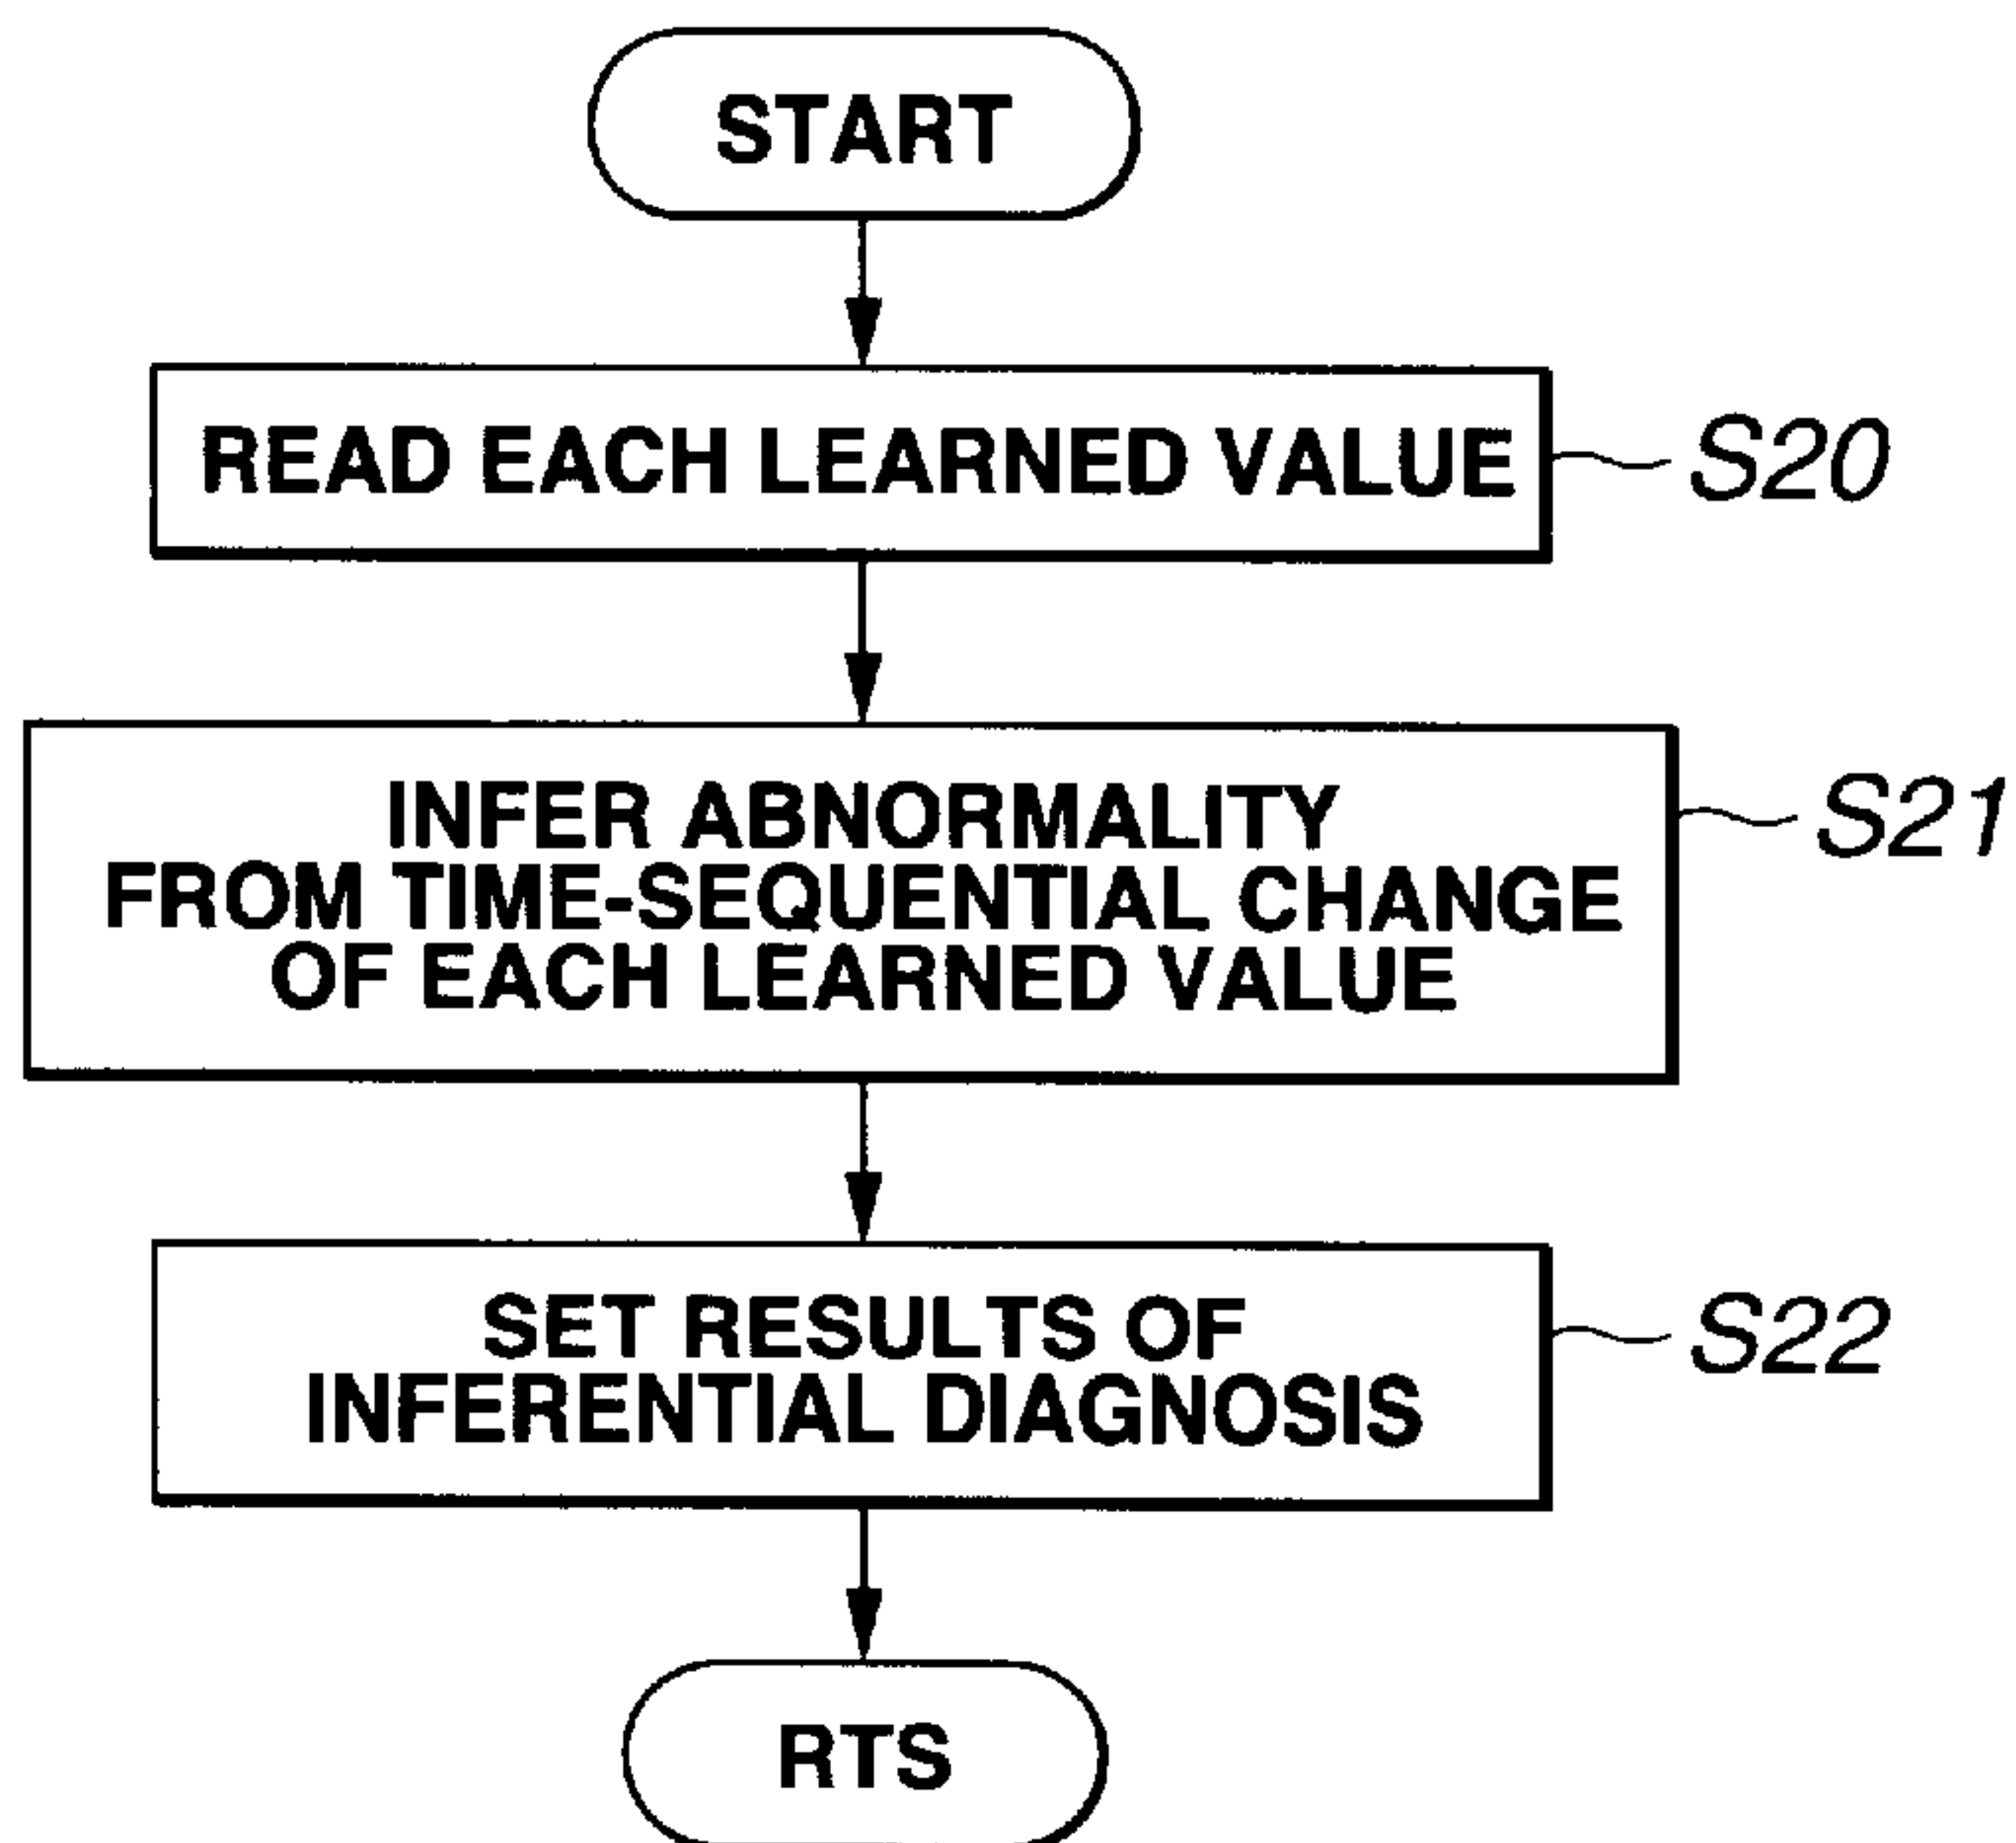 START
READ EACH LEARNED VALUE
S20
INFER ABNORMALITY
FROM TIME-SEQUENTIAL CHANGE
OF EACH LEARNED VALUE
S21
SET RESULTS OF
INFERENTIAL DIAGNOSIS
S22
RTS